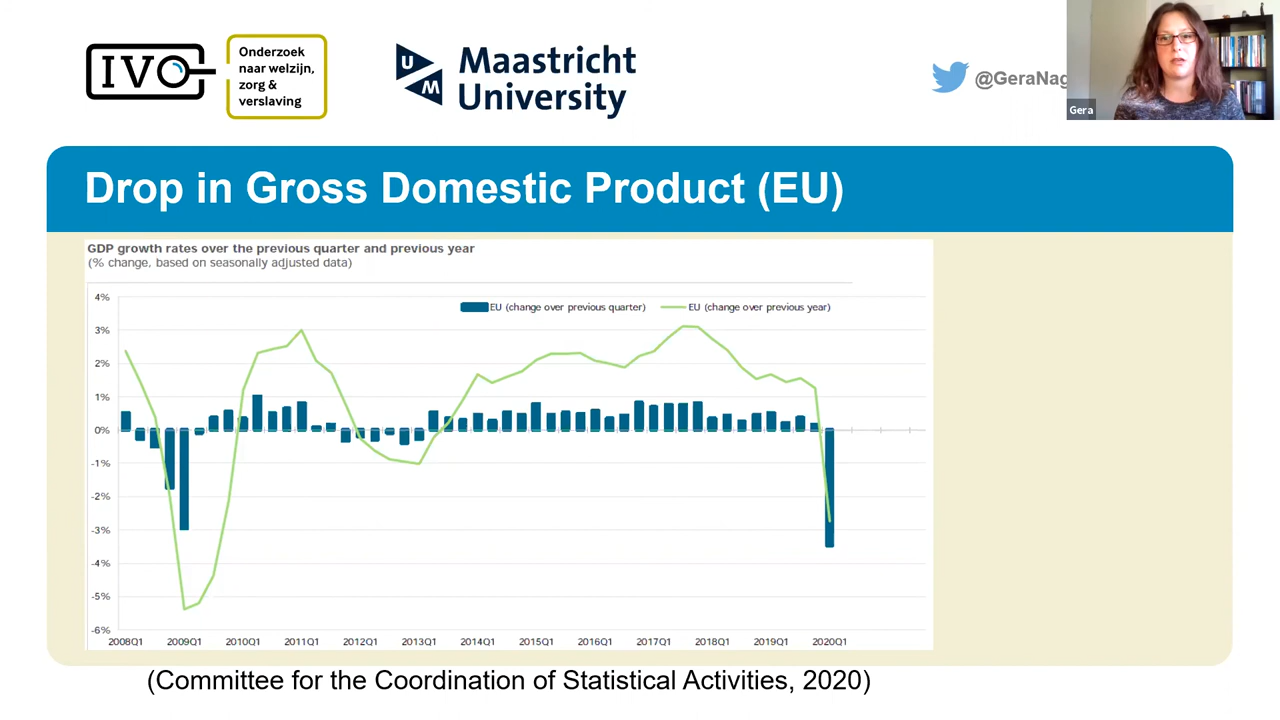 IVO
Onderzoek
naar welzijn,
zorg &
verslaving
UM
Maastricht
University
@GeraNag
Gera
Drop in Gross Domestic Product (EU)
GDP growth rates over the previous quarter and previous year
(% change, based on seasonally adjusted data)
EU (change over previous quarter) EU (change over previous year)
4%
3%
2%
1%
0%
-1%
-2%
-3%
-4%
-5%
-6%
2008Q1 2009Q1 2010Q1 2011Q1 2012Q1 2013Q1 2014Q1 2015Q1 2016Q1 2017Q1 2018Q1 2019Q1 2020Q1
(Committee for the Coordination of Statistical Activities, 2020)